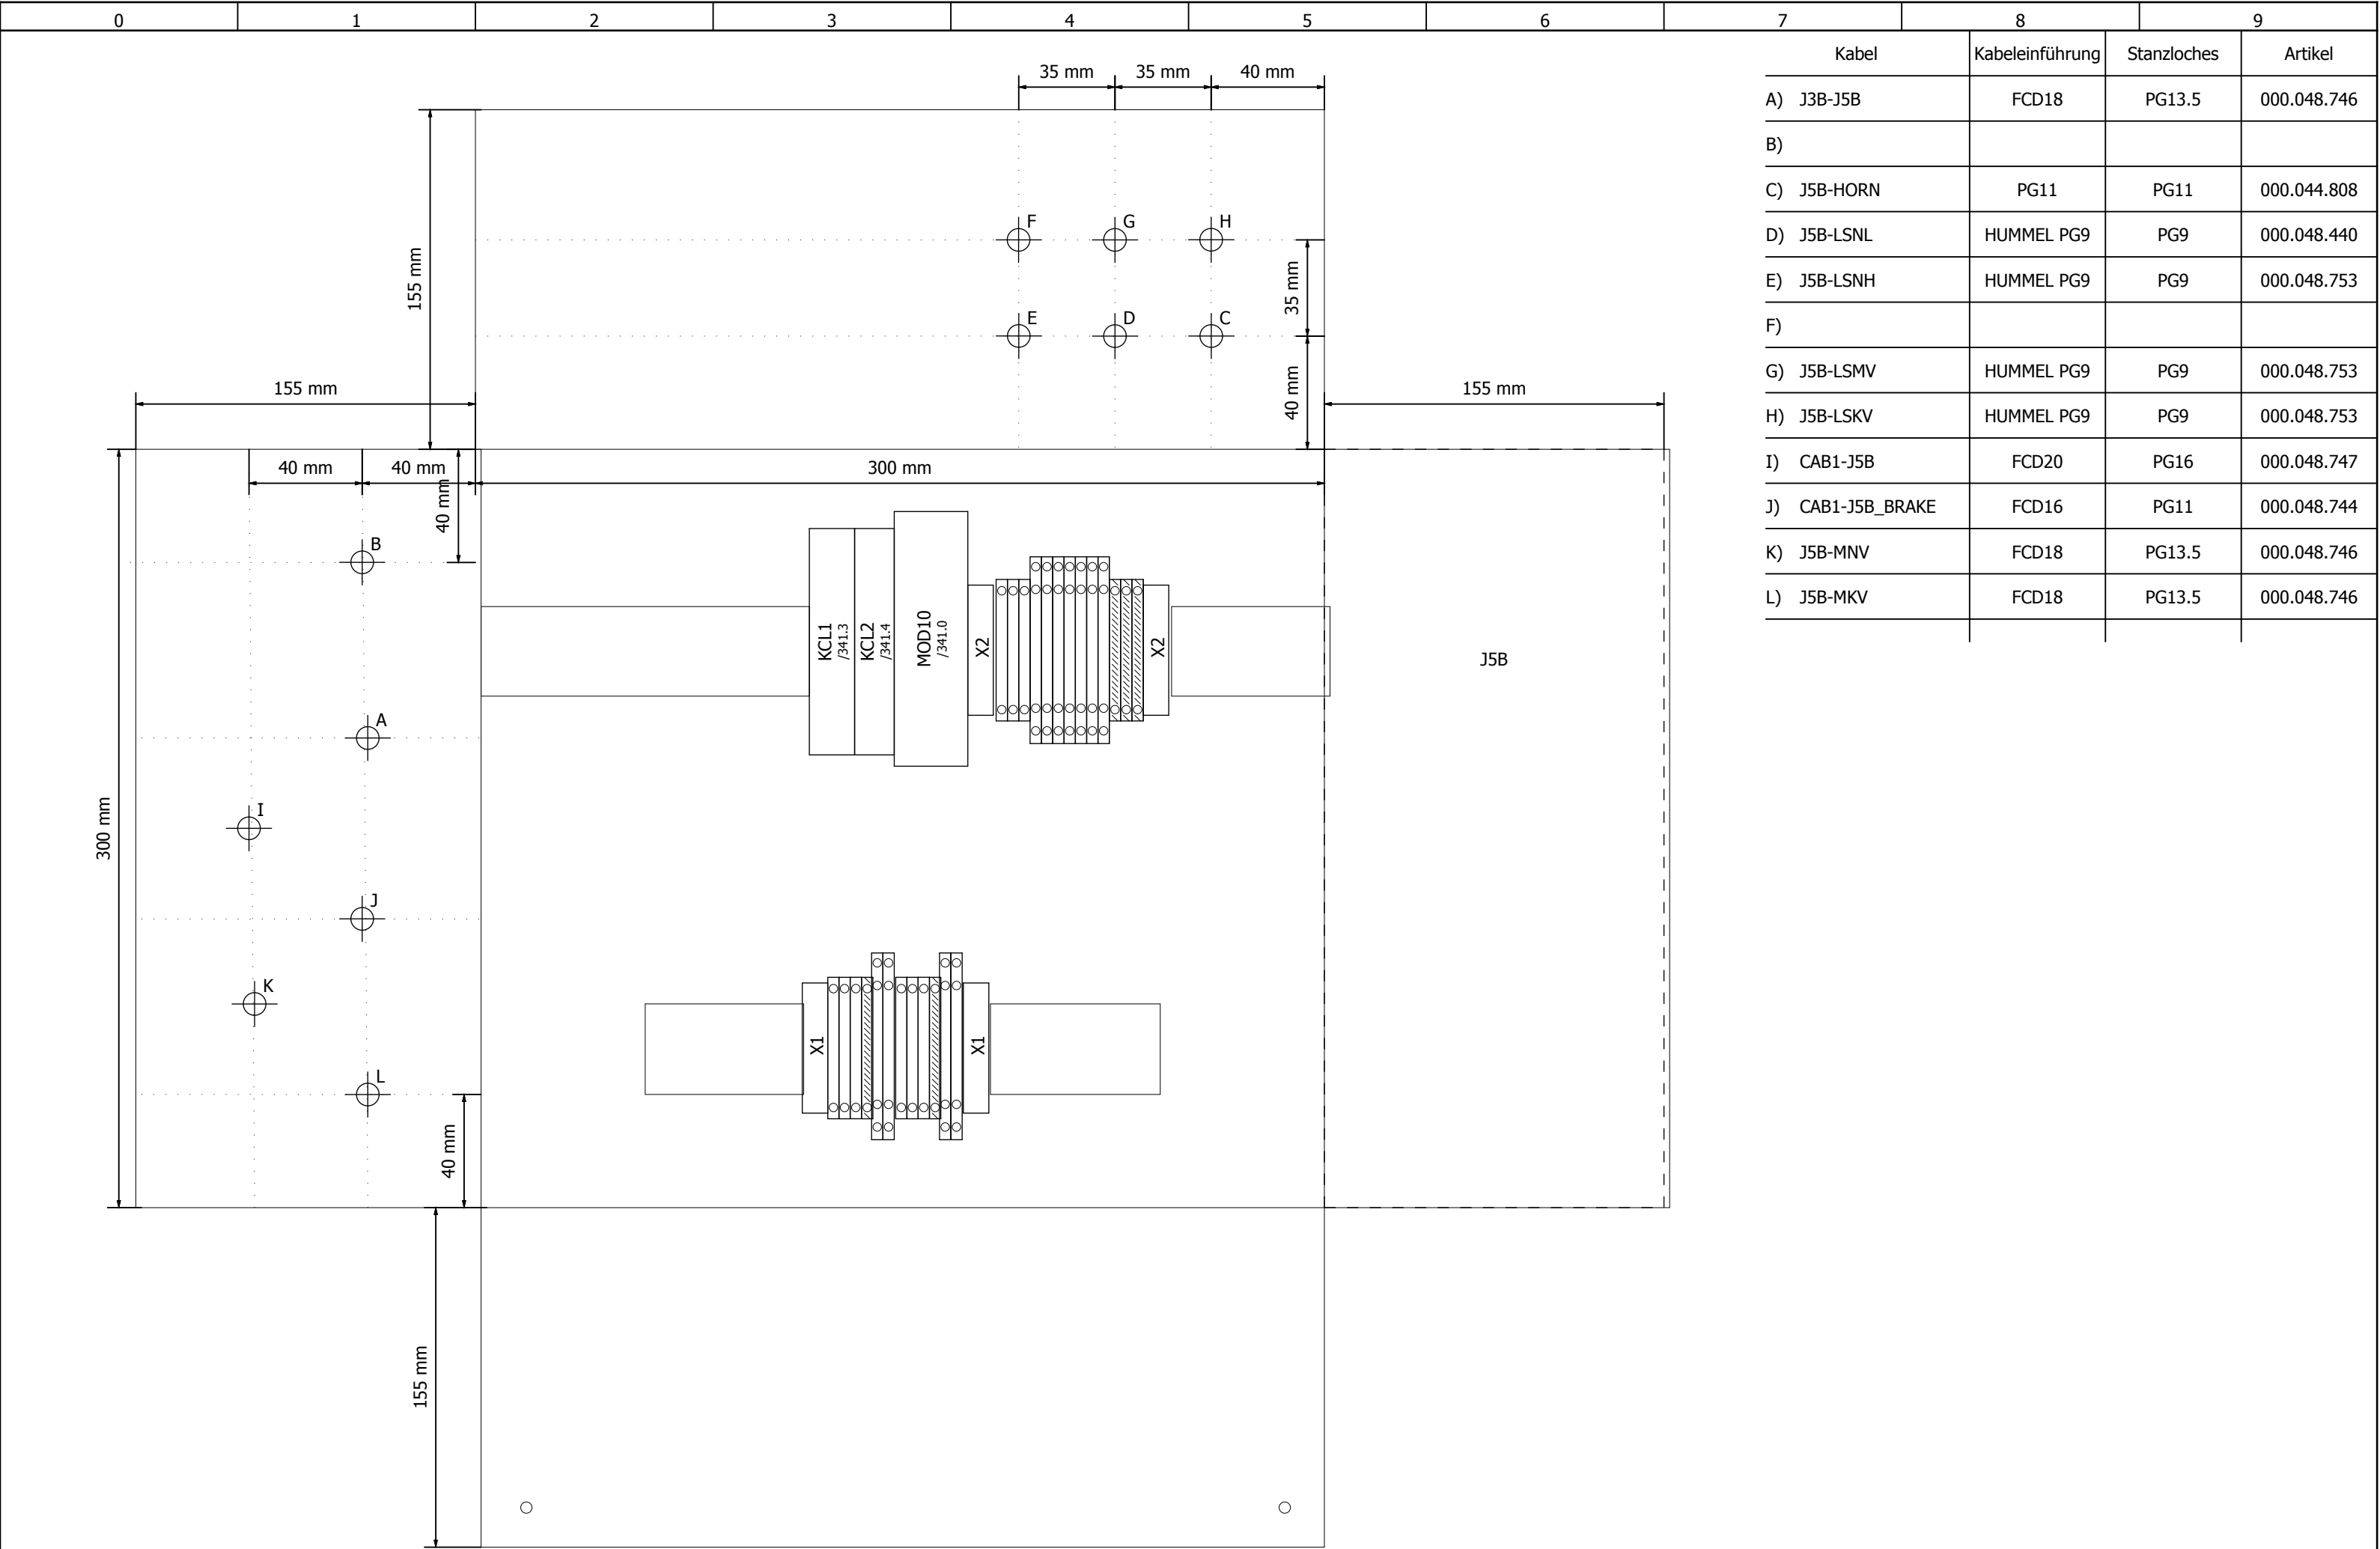 0 1 2 3 4 5 6 7 8 9
Kabel Kabeleinführung Stanzloches Artikel
A) J3B-J5B FCD18 PG13.5 000.048.746
B)
C) J5B-HORN PG11 PG11 000.044.808
D) J5B-LSNL HUMMEL PG9 PG9 000.048.440
E) J5B-LSNH HUMMEL PG9 PG9 000.048.753
F)
G) J5B-LSMV HUMMEL PG9 PG9 000.048.753
H) J5B-LSKV HUMMEL PG9 PG9 000.048.753
I) CAB1-J5B FCD20 PG16 000.048.747
J) CAB1-J5B_BRAKE FCD16 PG11 000.048.744
K) J5B-MNV FCD18 PG13.5 000.048.746
L) J5B-MKV FCD18 PG13.5 000.048.746
35 mm 35 mm 40 mm
155 mm
F G H
35 mm
E D C
40 mm
155 mm
155 mm
40 mm 40 mm
40 mm
300 mm
B
KCL1
/341.3
KCL2
/341.4
MOD10
/341.0
X2
X2
J5B
A
300 mm
I
J
K
X1
X1
L
40 mm
155 mm